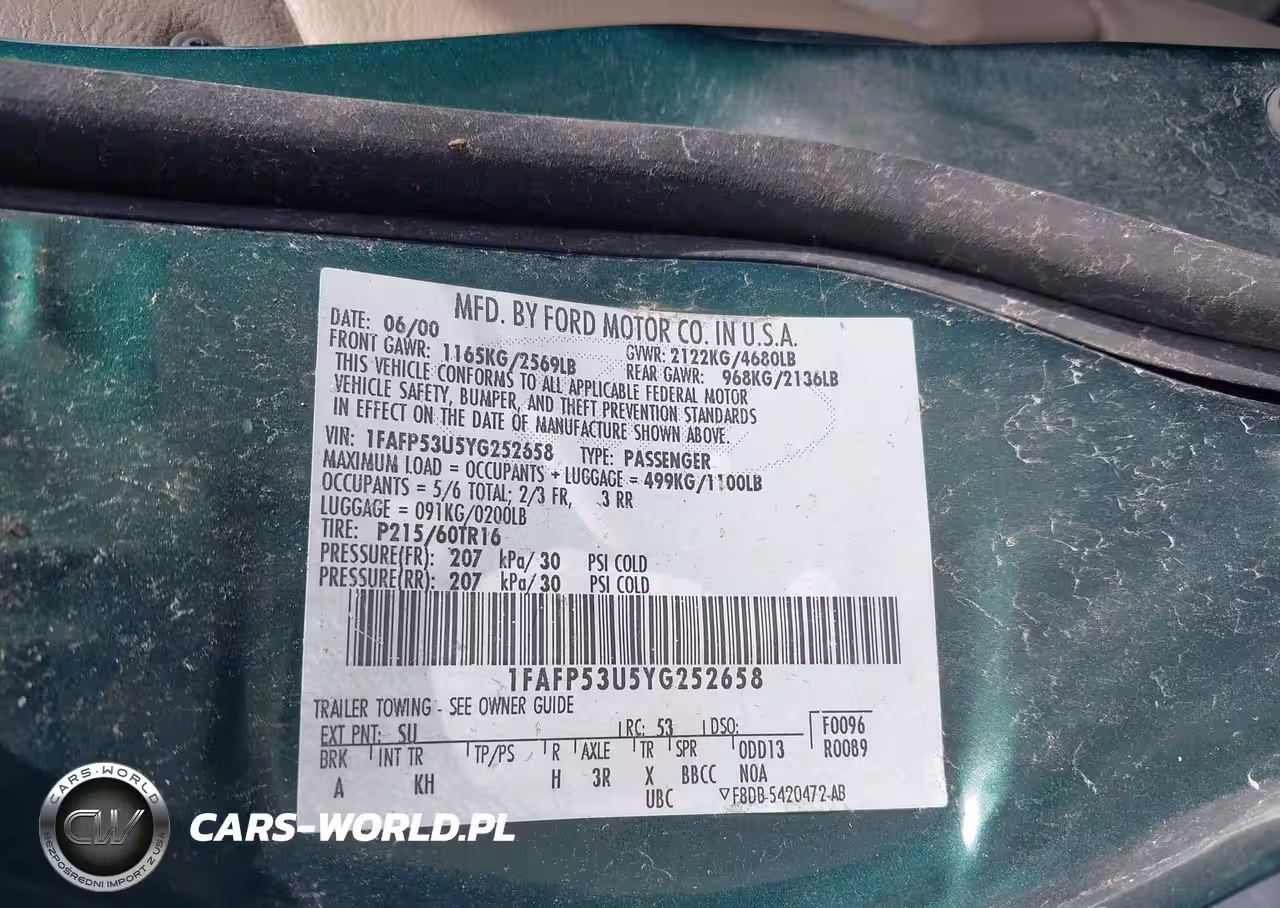 MFD. BY FORD MOTOR CO. IN U.S.A.
DATE: 06/00
FRONT GAWR: 1165KG/2569LB
GVWR: 2122KG/4680LB
REAR GAWR: 968KG/2136LB
THIS VEHICLE CONFORMS TO ALL APPLICABLE FEDERAL MOTOR
VEHICLE SAFETY, BUMPER, AND THEFT PREVENTION STANDARDS
IN EFFECT ON THE DATE OF MANUFACTURE SHOWN ABOVE.
VIN: 1FAFP53U5YG252658 TYPE: PASSENGER
MAXIMUM LOAD = OCCUPANTS + LUGGAGE = 499KG/1100LB
OCCUPANTS = 5/6 TOTAL; 2/3 FR, 3 RR
LUGGAGE = 091KG/0200LB
TIRE: P215/60TR16
PRESSURE(FR): 207 kPa/30 PSI COLD
PRESSURE(RR): 207 kPa/30 PSI COLD
1FAFP53U5YG252658
TRAILER TOWING - SEE OWNER GUIDE
EXT PNT: SU RC: 53 DSO: F0096
BRK INT TR TP/PS R AXLE TR SPR ODD13 R0089
A KH H 3R X BBCC NOA
UBC ▽F8DB-5420472-AB
CARS-WORLD
CW
BEZPOŚREDNI IMPORT Z USA
CARS-WORLD.PL